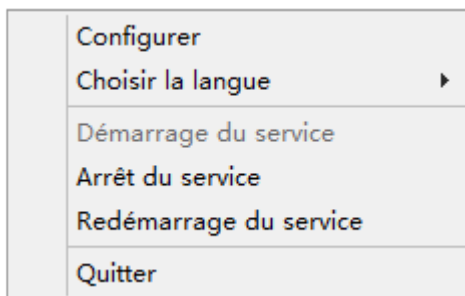 Configurer
Choisir la langue
Démarrage du service
Arrêt du service
Redémarrage du service
Quitter